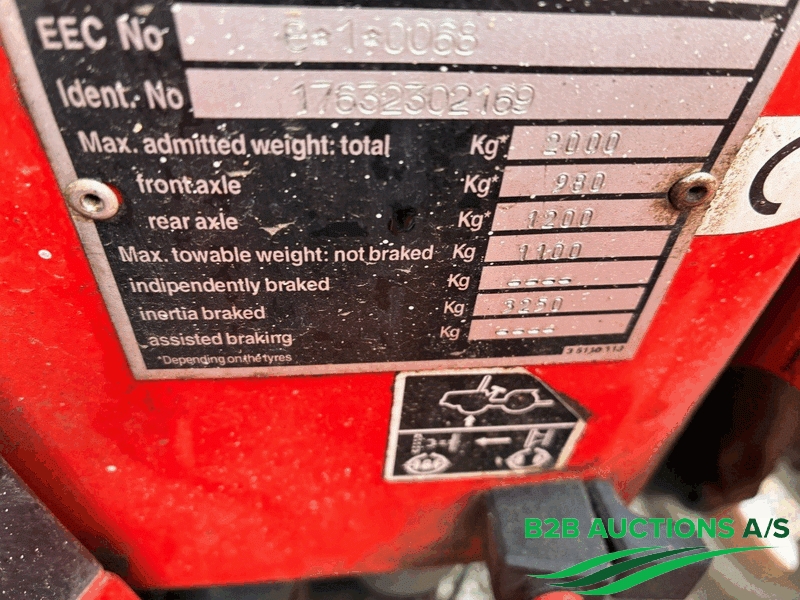 EEC No e*1*0068
Ident. No 17632302169
Max. admitted weight: total Kg* 2000
front axle Kg* 980
rear axle Kg* 1200
Max. towable weight: not braked Kg 1100
indipendently braked Kg ----
inertia braked Kg 3250
assisted braking Kg ----
*Depending on the tyres
B2B AUCTIONS A/S